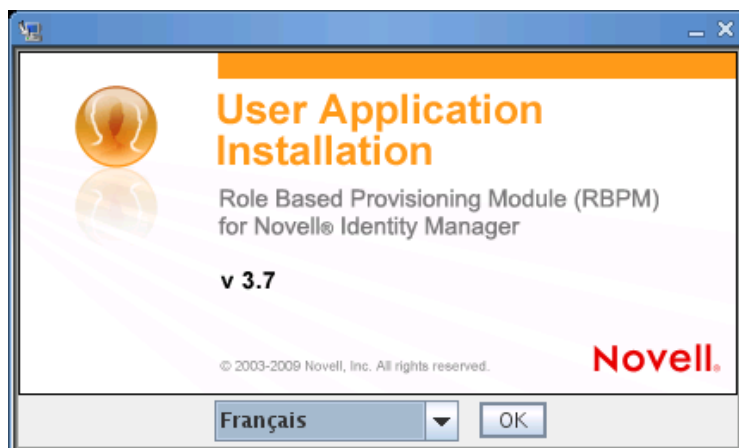 User Application
Installation
Role Based Provisioning Module (RBPM)
for Novell® Identity Manager
v 3.7
© 2003-2009 Novell, Inc. All rights reserved.
Novell®
Français
OK